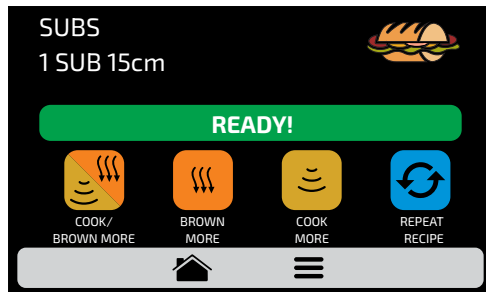 SUBS
1 SUB 15cm
READY!
COOK/
BROWN MORE
BROWN
MORE
COOK
MORE
REPEAT
RECIPE